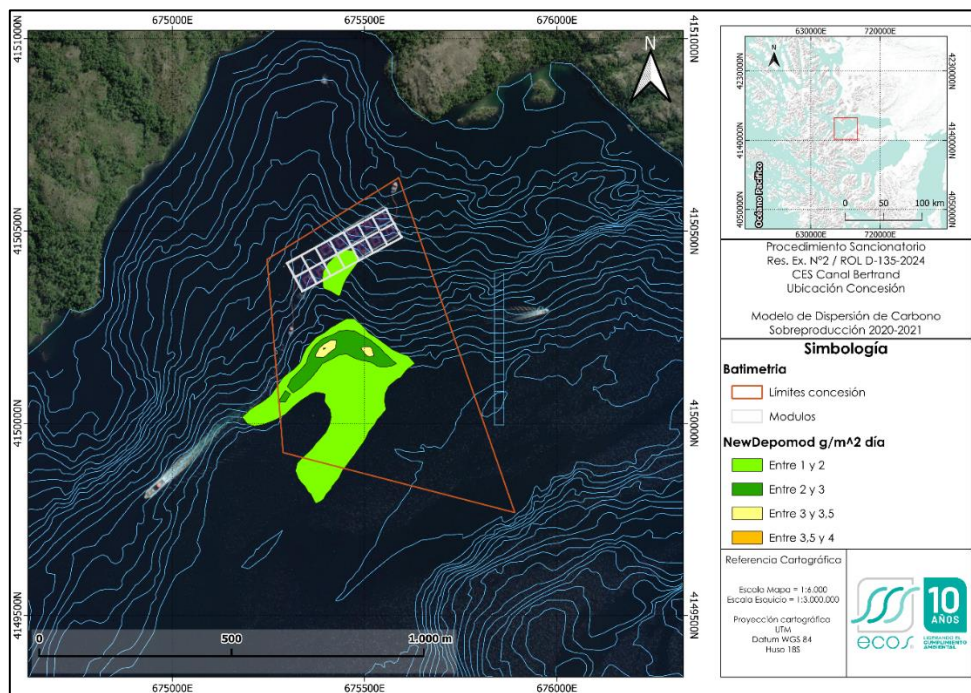 675000E 675500E 676000E
4151000N 4151000N
N
4150500N 4150500N
4150000N 4150000N
4149500N 4149500N
0 500 1.000 m
675000E 675500E 676000E
630000E 720000E
N
4230000N
4140000N
4050000N 4050000N
Océano Pacífico
0 50 100 km
630000E 720000E
Procedimiento Sancionatorio
Res. Ex. N°2 / ROL D-135-2024
CES Canal Bertrand
Ubicación Concesión
Modelo de Dispersión de Carbono
Sobreproducción 2020-2021
Simbología
Batimetria
Límites concesión
Modulos
NewDepomod g/m^2 día
Entre 1 y 2
Entre 2 y 3
Entre 3 y 3,5
Entre 3,5 y 4
Referencia Cartográfica
Escala Mapa = 1:6.000
Escala Esquicio = 1:3.000.000
Proyección cartográfica
UTM
Datum WGS 84
Huso 18S
ecos
10
AÑOS
LIDERANDO EL
CUMPLIMIENTO
AMBIENTAL